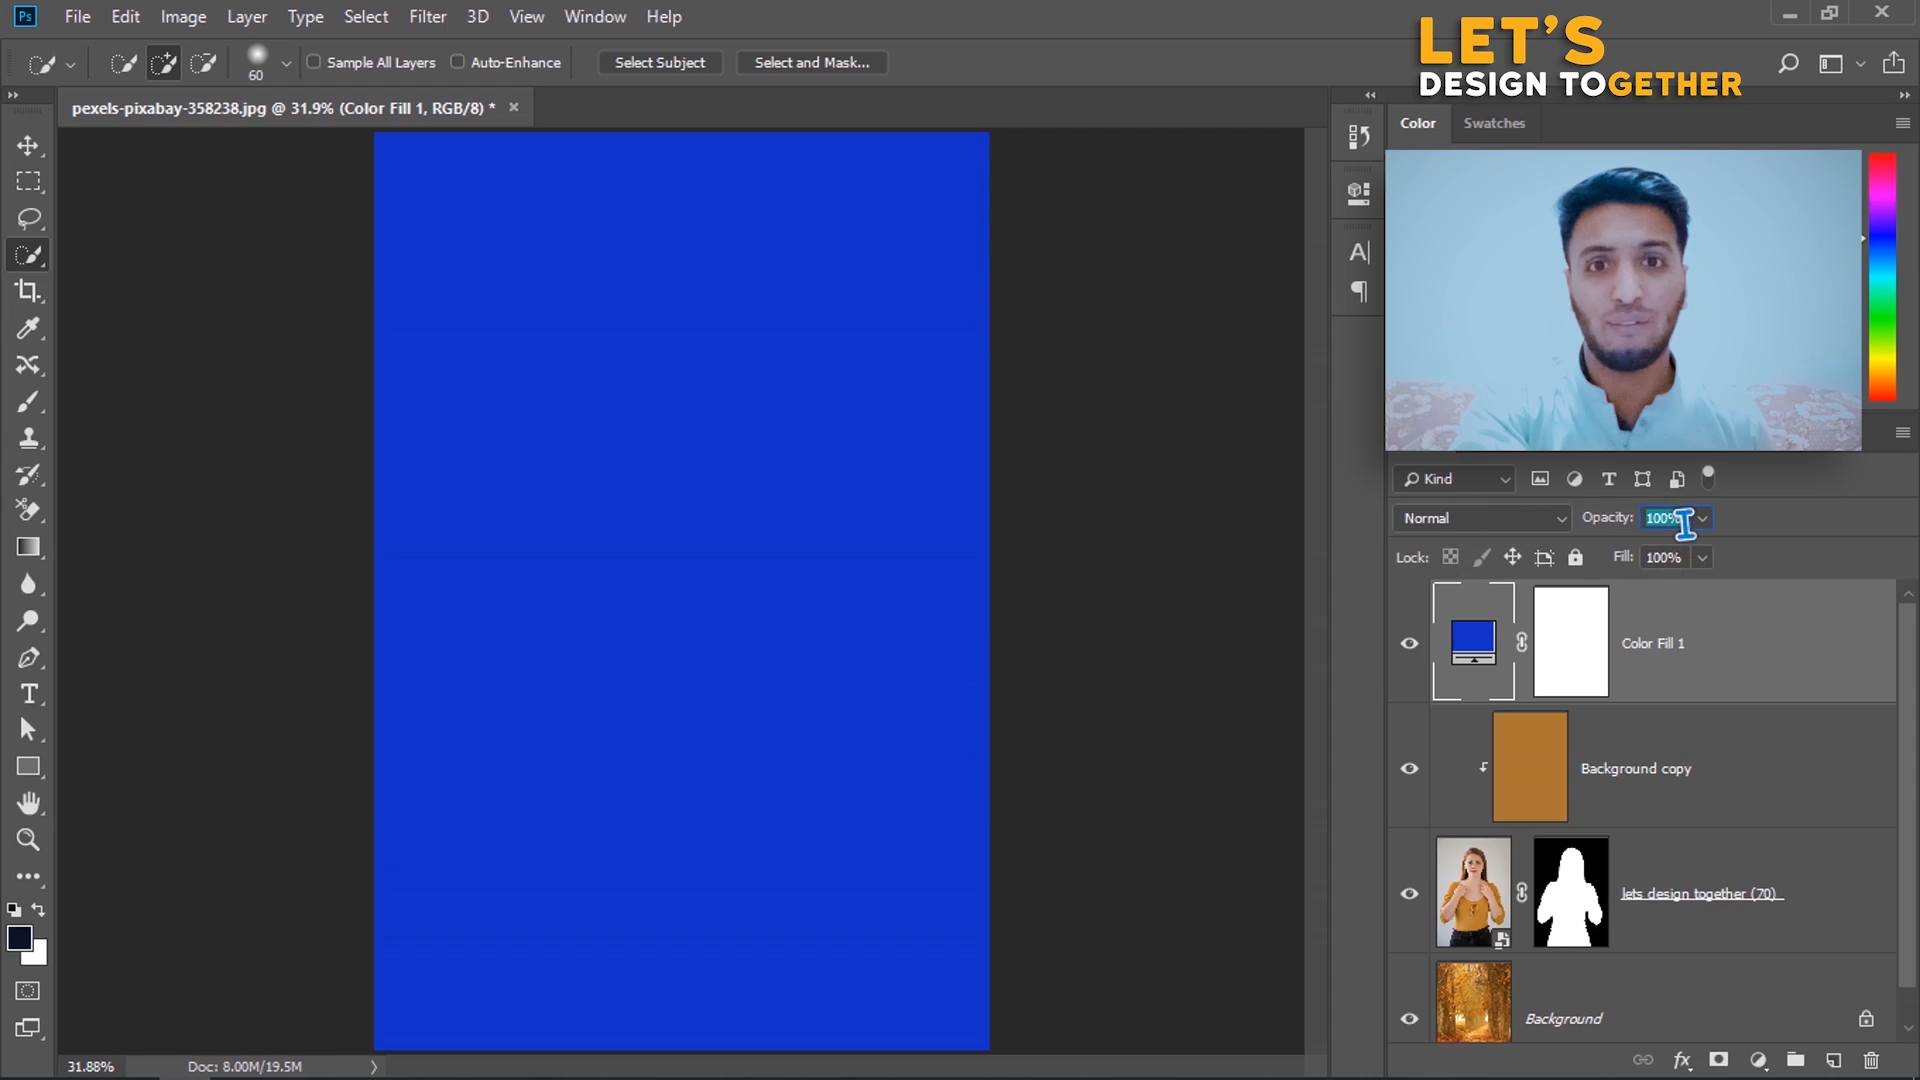 Ps File Edit Image Layer Type Select Filter 3D View Window Help
LET'S
DESIGN TOGETHER
60 Sample All Layers Auto-Enhance Select Subject Select and Mask...
pexels-pixabay-358238.jpg @ 31.9% (Color Fill 1, RGB/8) *
Color Swatches
Kind
Normal Opacity: 100%
Lock: Fill: 100%
Color Fill 1
Background copy
lets design together (70)
Background
31.88% Doc: 8.00M/19.5M